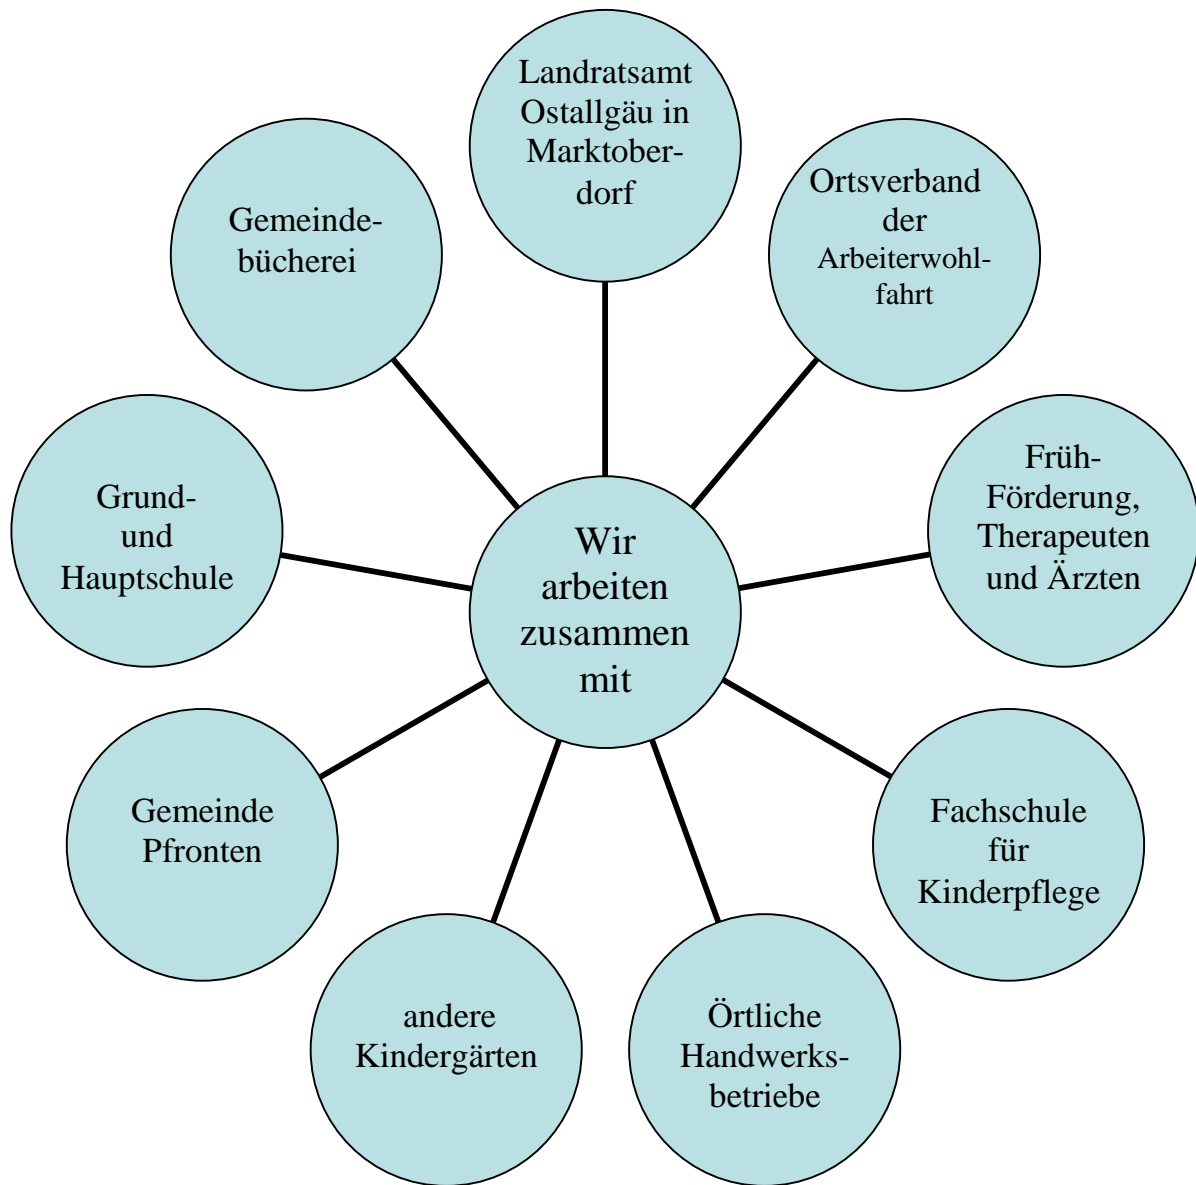 Landratsamt
Ostallgäu in
Marktober-
dorf
Ortsverband
der
Arbeiterwohl-
fahrt
Früh-
Förderung,
Therapeuten
und Ärzten
Fachschule
für
Kinderpflege
Örtliche
Handwerks-
betriebe
andere
Kindergärten
Gemeinde
Pfronten
Grund-
und
Hauptschule
Gemeinde-
bücherei
Wir
arbeiten
zusammen
mit